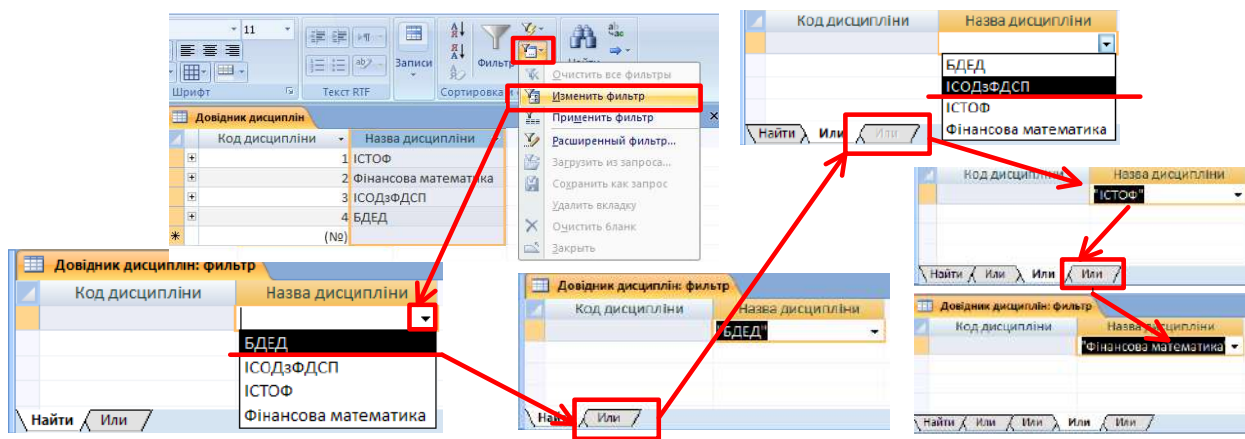 11
Записи
Фильтр
Шрифт
Текст RTF
Сортировка и
Очистить все фильтры
Изменить фильтр
Применить фильтр
Расширенный фильтр...
Загрузить из запроса...
Сохранить как запрос
Удалить вкладку
Очистить бланк
Закрыть
Довідник дисциплін
Код дисципліни Назва дисципліни
1 ІСТОФ
2 Фінансова математика
3 ІСОДзФДСП
4 БДЕД
(№)
Довідник дисциплін: фильтр
Код дисципліни Назва дисципліни
БДЕД
ІСОДзФДСП
ІСТОФ
Фінансова математика
Найти Или
Довідник дисциплін: фильтр
Код дисципліни Назва дисципліни
"БДЕД"
Найти Или
Код дисципліни Назва дисципліни
БДЕД
ІСОДзФДСП
ІСТОФ
Фінансова математика
Найти Или Или
Код дисципліни Назва дисципліни
"ІСТОФ"
Найти Или Или Или
Довідник дисциплін: фильтр
Код дисципліни Назва дисципліни
"Фінансова математика
Найти Или Или Или Или